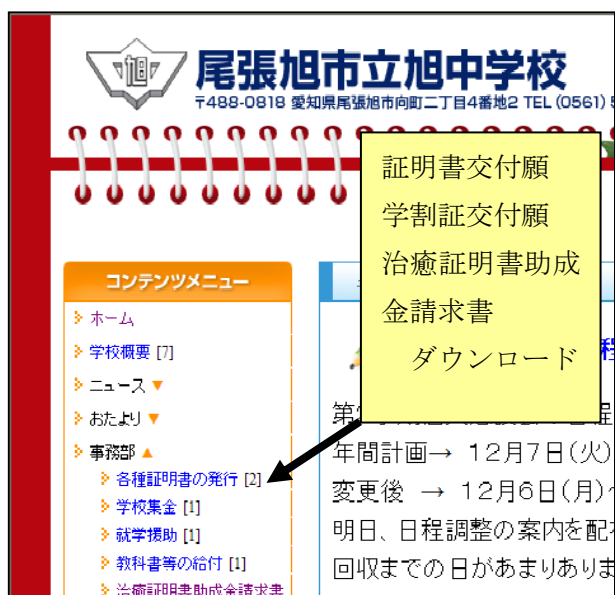 旭中
尾張旭市立旭中学校
〒488-0818 愛知県尾張旭市向町二丁目4番地2 TEL (0561) 5
証明書交付願
学割証交付願
治癒証明書助成
金請求書
ダウンロード
コンテンツメニュー
ホーム
学校概要 [7]
ニュース ▼
おたより ▼
事務部 ▲
各種証明書の発行 [2]
学校集金 [1]
就学援助 [1]
教科書等の給付 [1]
治癒証明書助成金請求書
程
第
年間計画→ 12月7日(火)
変更後 → 12月6日(月)
明日、日程調整の案内を配
回収までの日があまりありま